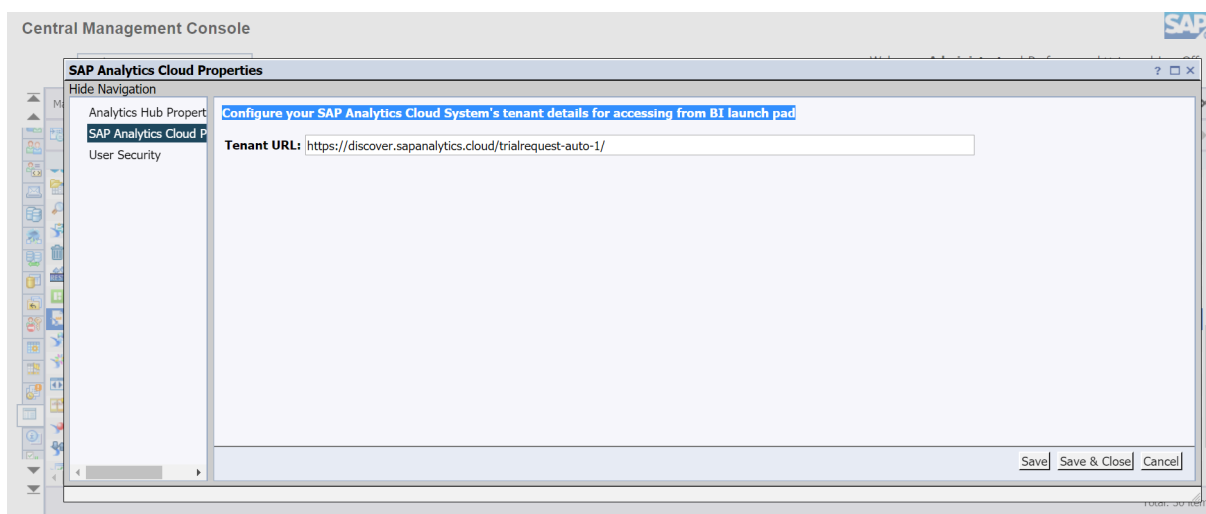 Central Management Console
SAP
SAP Analytics Cloud Properties
?
Hide Navigation
Analytics Hub Propert
Configure your SAP Analytics Cloud System's tenant details for accessing from BI launch pad
SAP Analytics Cloud P
Tenant URL: https://discover.sapanalytics.cloud/trialrequest-auto-1/
User Security
Save Save & Close Cancel